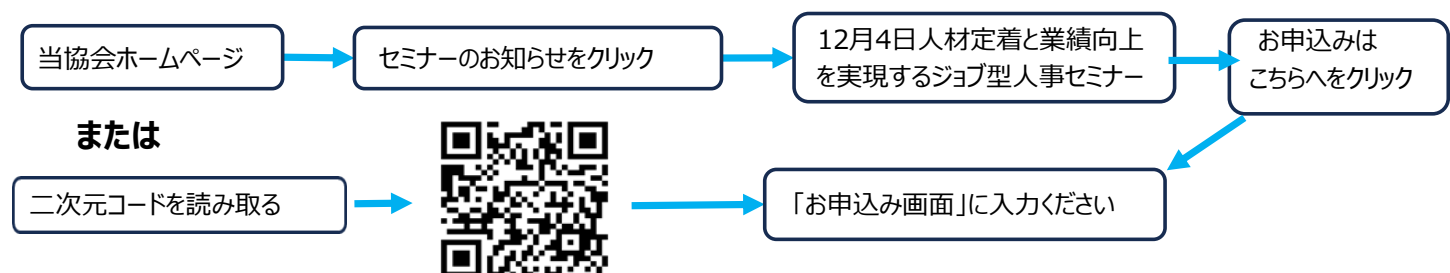 当協会ホームページ
セミナーのお知らせをクリック
12月4日人材定着と業績向上
を実現するジョブ型人事セミナー
お申込みは
こちらへをクリック
または
二次元コードを読み取る
「お申込み画面」に入力ください